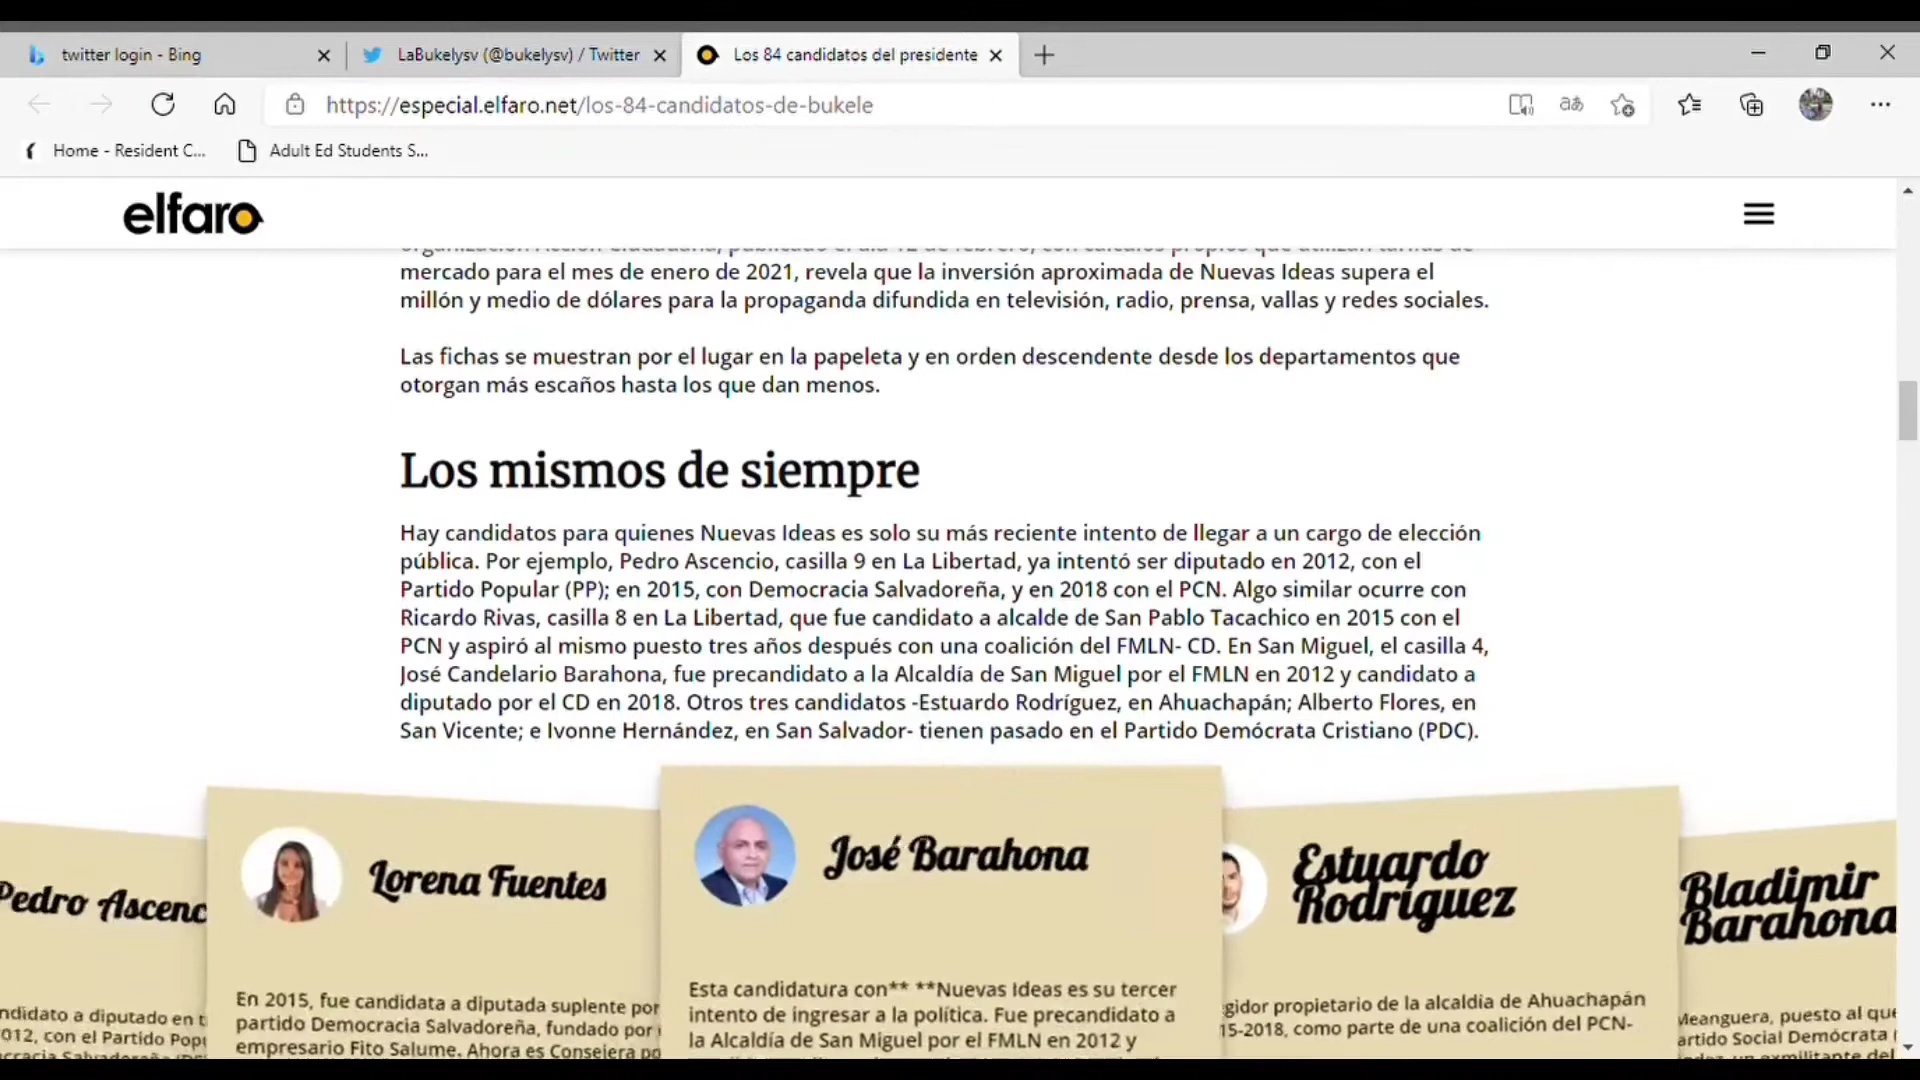 twitter login - Bing
LaBukelysv (@bukelysv) / Twitter
Los 84 candidatos del presidente
https://especial.elfaro.net/los-84-candidatos-de-bukele
Home - Resident C...
Adult Ed Students S...
elfaro
mercado para el mes de enero de 2021, revela que la inversión aproximada de Nuevas Ideas supera el
millón y medio de dólares para la propaganda difundida en televisión, radio, prensa, vallas y redes sociales.
Las fichas se muestran por el lugar en la papeleta y en orden descendente desde los departamentos que
otorgan más escaños hasta los que dan menos.
Los mismos de siempre
Hay candidatos para quienes Nuevas Ideas es solo su más reciente intento de llegar a un cargo de elección
pública. Por ejemplo, Pedro Ascencio, casilla 9 en La Libertad, ya intentó ser diputado en 2012, con el
Partido Popular (PP); en 2015, con Democracia Salvadoreña, y en 2018 con el PCN. Algo similar ocurre con
Ricardo Rivas, casilla 8 en La Libertad, que fue candidato a alcalde de San Pablo Tacachico en 2015 con el
PCN y aspiró al mismo puesto tres años después con una coalición del FMLN- CD. En San Miguel, el casilla 4,
José Candelario Barahona, fue precandidato a la Alcaldía de San Miguel por el FMLN en 2012 y candidato a
diputado por el CD en 2018. Otros tres candidatos -Estuardo Rodríguez, en Ahuachapán; Alberto Flores, en
San Vicente; e Ivonne Hernández, en San Salvador- tienen pasado en el Partido Demócrata Cristiano (PDC).
Pedro Ascenc
ndidato a diputado en t
012, con el Partido Popu
Lorena Fuentes
En 2015, fue candidata a diputada suplente por
partido Democracia Salvadoreña, fundado por
empresario Fito Salume. Ahora es Consejera po
José Barahona
Esta candidatura con** **Nuevas Ideas es su tercer
intento de ingresar a la política. Fue precandidato a
la Alcaldía de San Miguel por el FMLN en 2012 y
Estuardo
Rodríguez
gidor propietario de la alcaldía de Ahuachapán
15-2018, como parte de una coalición del PCN-
Bladimir
Barahona
Meanguera, puesto al que
artido Social Demócrata